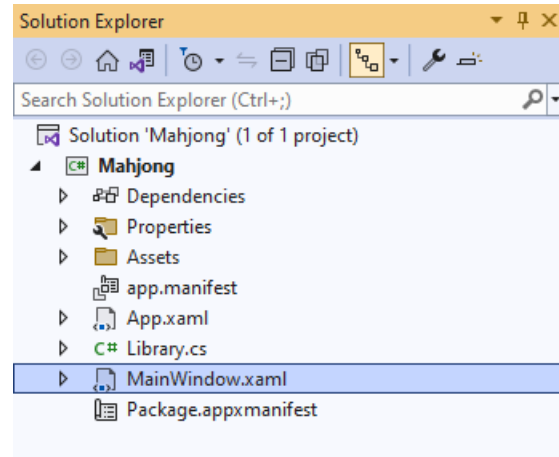 Solution Explorer
Search Solution Explorer (Ctrl+;)
Solution 'Mahjong' (1 of 1 project)
C# Mahjong
Dependencies
Properties
Assets
app.manifest
App.xaml
C# Library.cs
MainWindow.xaml
Package.appxmanifest